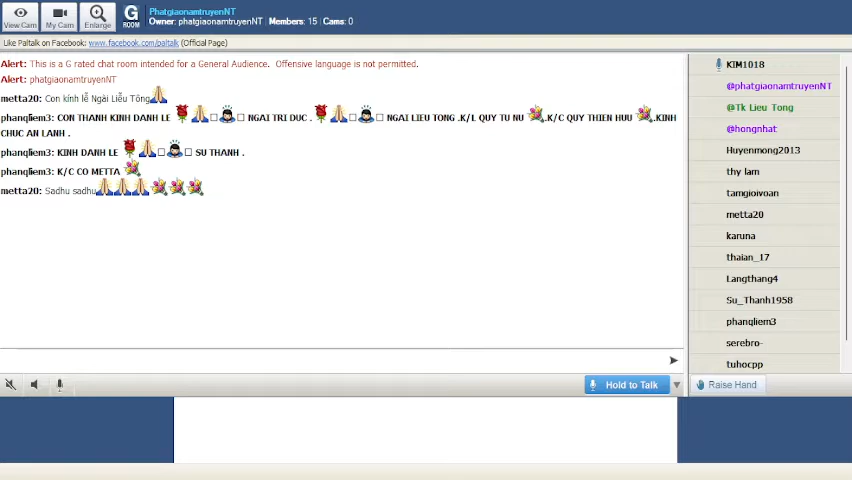 PhatgiaonamtruyenNT
Owner: phatgiaonamtruyenNT | Members: 15 | Cams: 0
View Cam
My Cam
Enlarge
G
ROOM
Like Paltalk on Facebook: www.facebook.com/paltalk (Official Page)
Alert: This is a G rated chat room intended for a General Audience. Offensive language is not permitted.
Alert: phatgiaonamtruyenNT
metta20: Con kính lễ Ngài Liễu Tông
phanqliem3: CON THANH KINH DANH LE NGAI TRI DUC . NGAI LIEU TONG .K/L QUY TU NU .K/C QUY THIEN HUU .KINH
CHUC AN LANH .
phanqliem3: KINH DANH LE SU THANH .
phanqliem3: K/C CO METTA
metta20: Sadhu sadhu
KIM1018
@phatgiaonamtruyenNT
@Tk Lieu Tong
@hongnhat
Huyenmong2013
thy lam
tamgioivoan
metta20
karuna
thaian_17
Langthang4
Su_Thanh1958
phanqliem3
serebro-
tuhocpp
Hold to Talk
Raise Hand